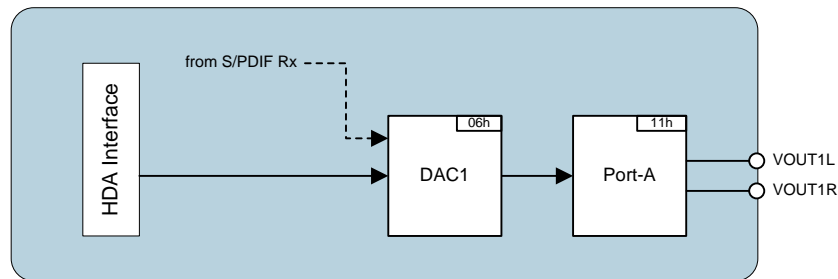 from S/PDIF Rx
HDA Interface
06h
DAC1
11h
Port-A
VOUT1L
VOUT1R